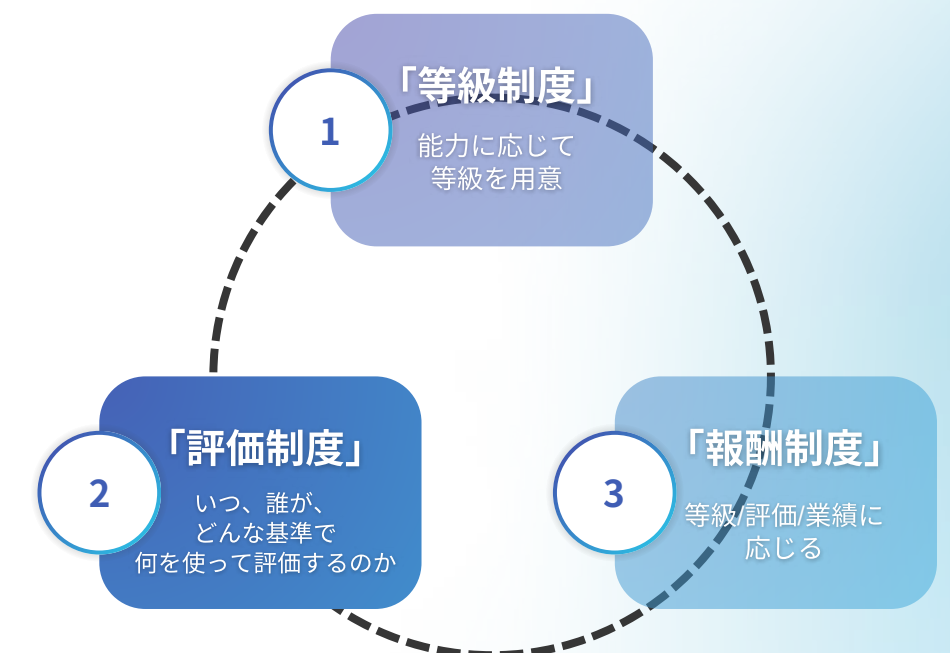 1
「等級制度」
能力に応じて
等級を用意
2
「評価制度」
いつ、誰が、
どんな基準で
何を使って評価するのか
3
「報酬制度」
等級/評価/業績に
応じる